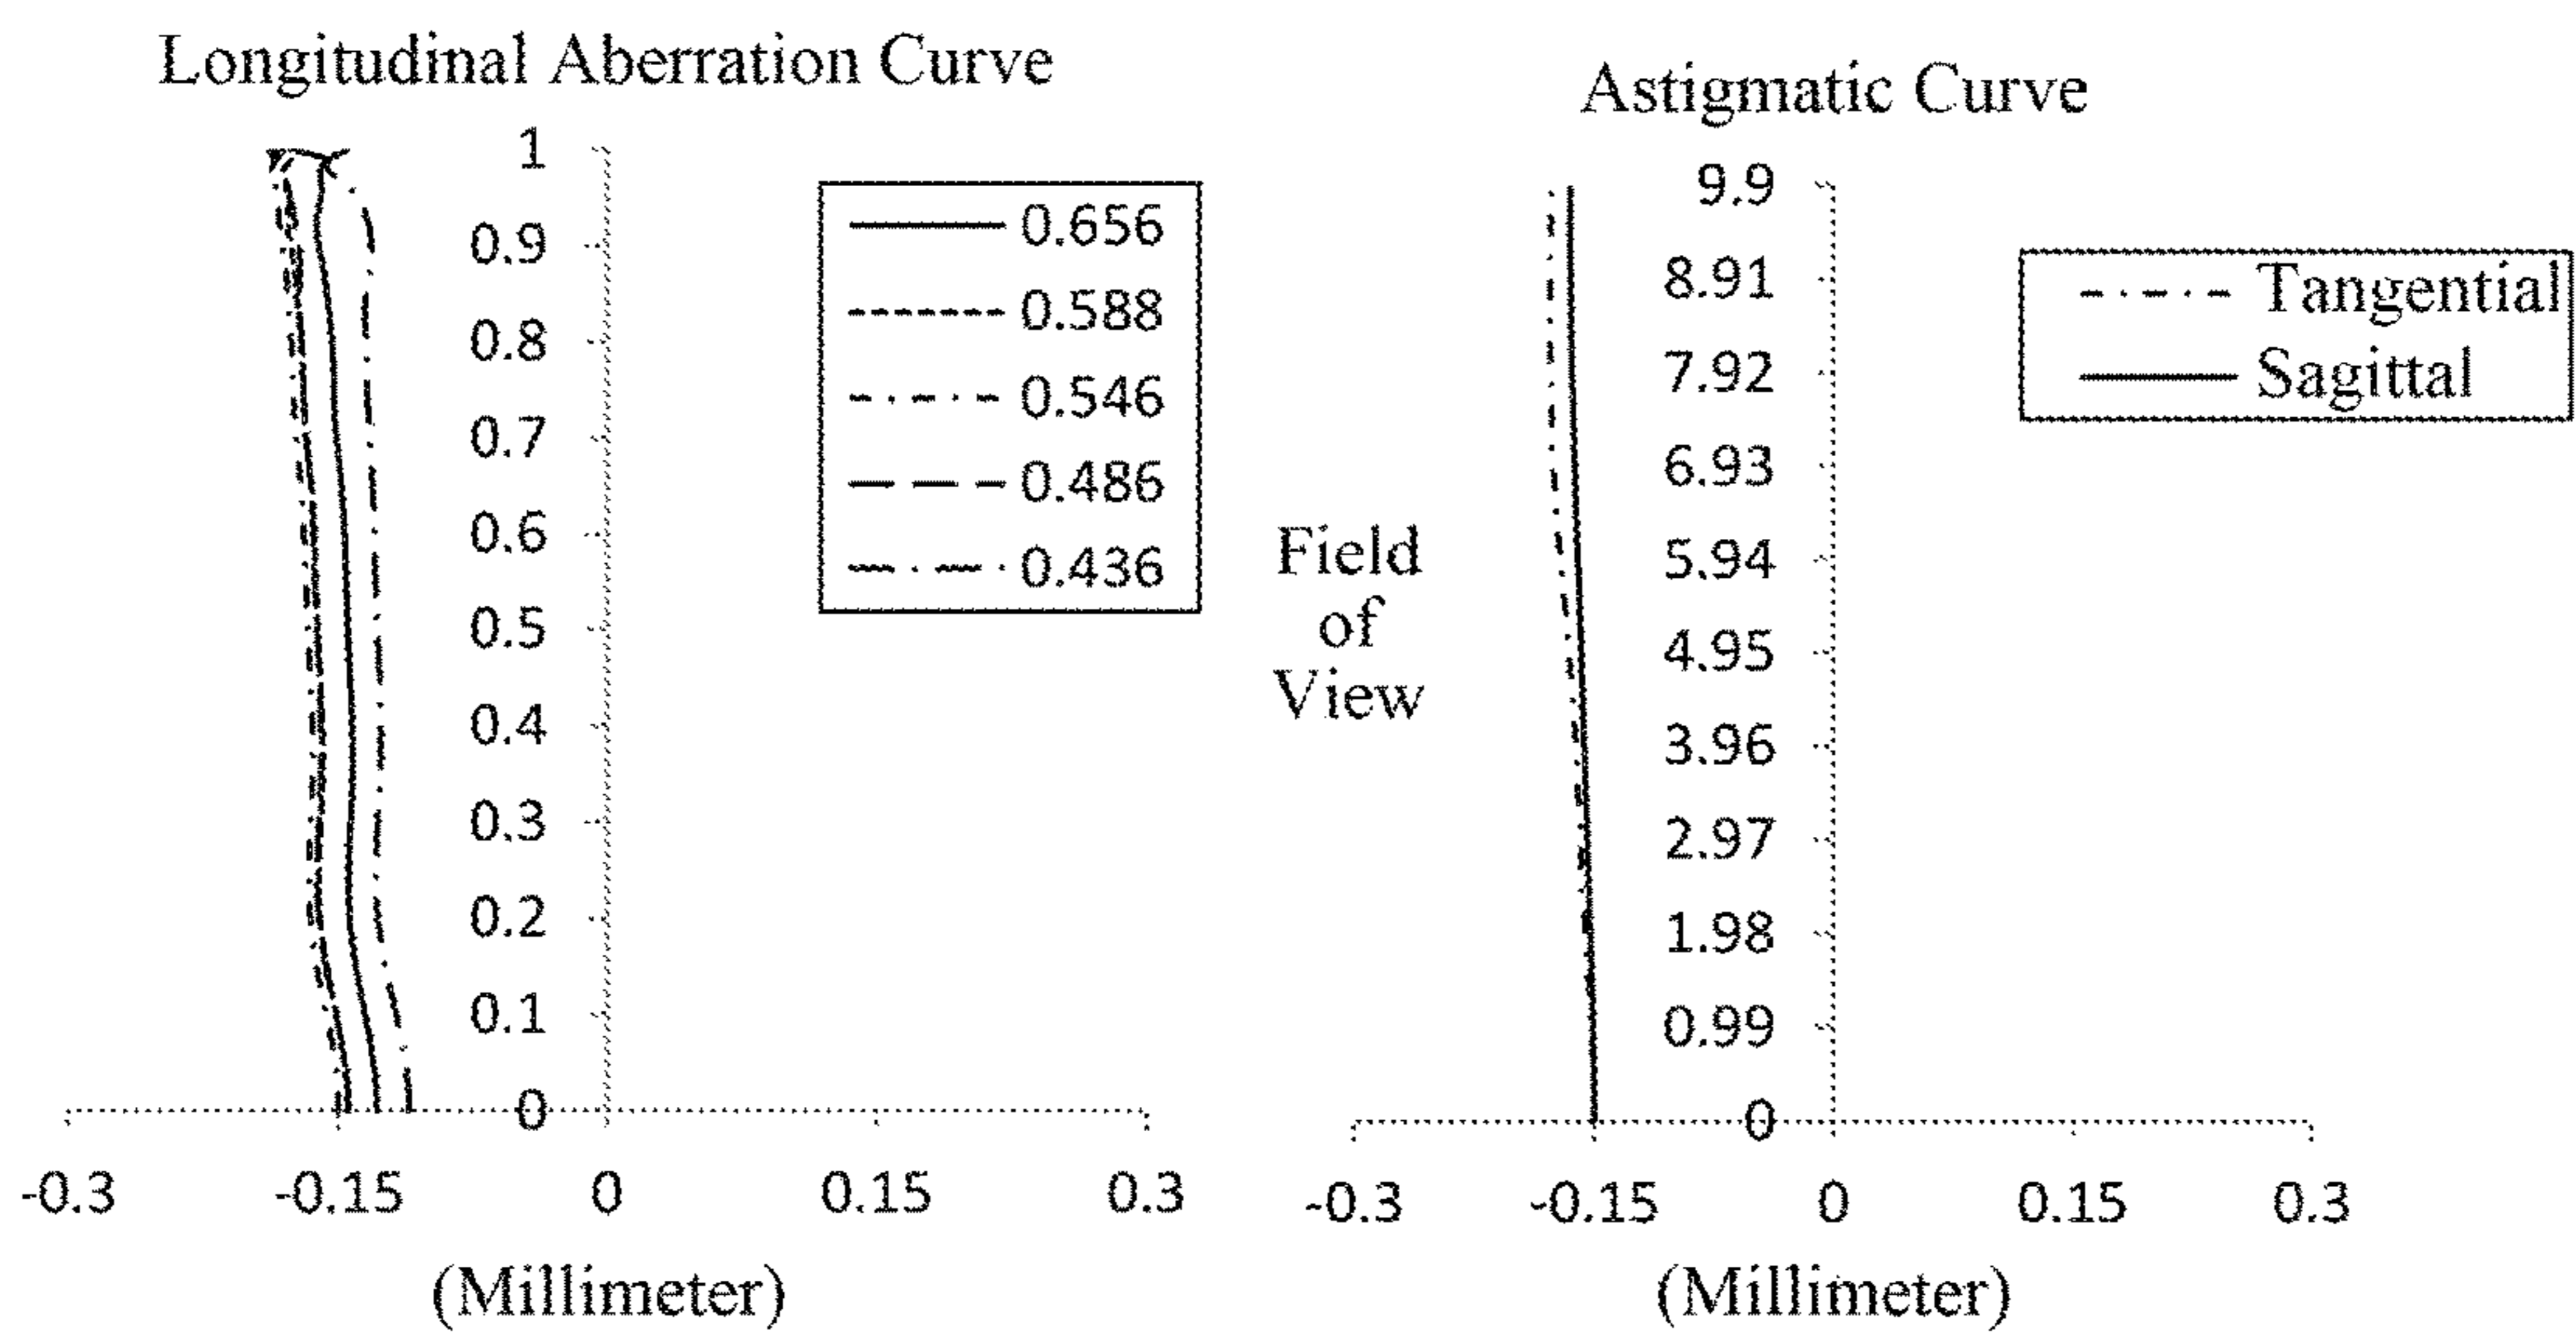 Longitudinal Aberration Curve
1
0.9
0.8
0.7
0.6
0.5
0.4
0.3
0.2
0.1
0
-0.3 -0.15 0 0.15 0.3
(Millimeter)
0.656
0.588
0.546
0.486
0.436
Astigmatic Curve
Field
of
View
9.9
8.91
7.92
6.93
5.94
4.95
3.96
2.97
1.98
0.99
0
-0.3 -0.15 0 0.15 0.3
(Millimeter)
Tangential
Sagittal